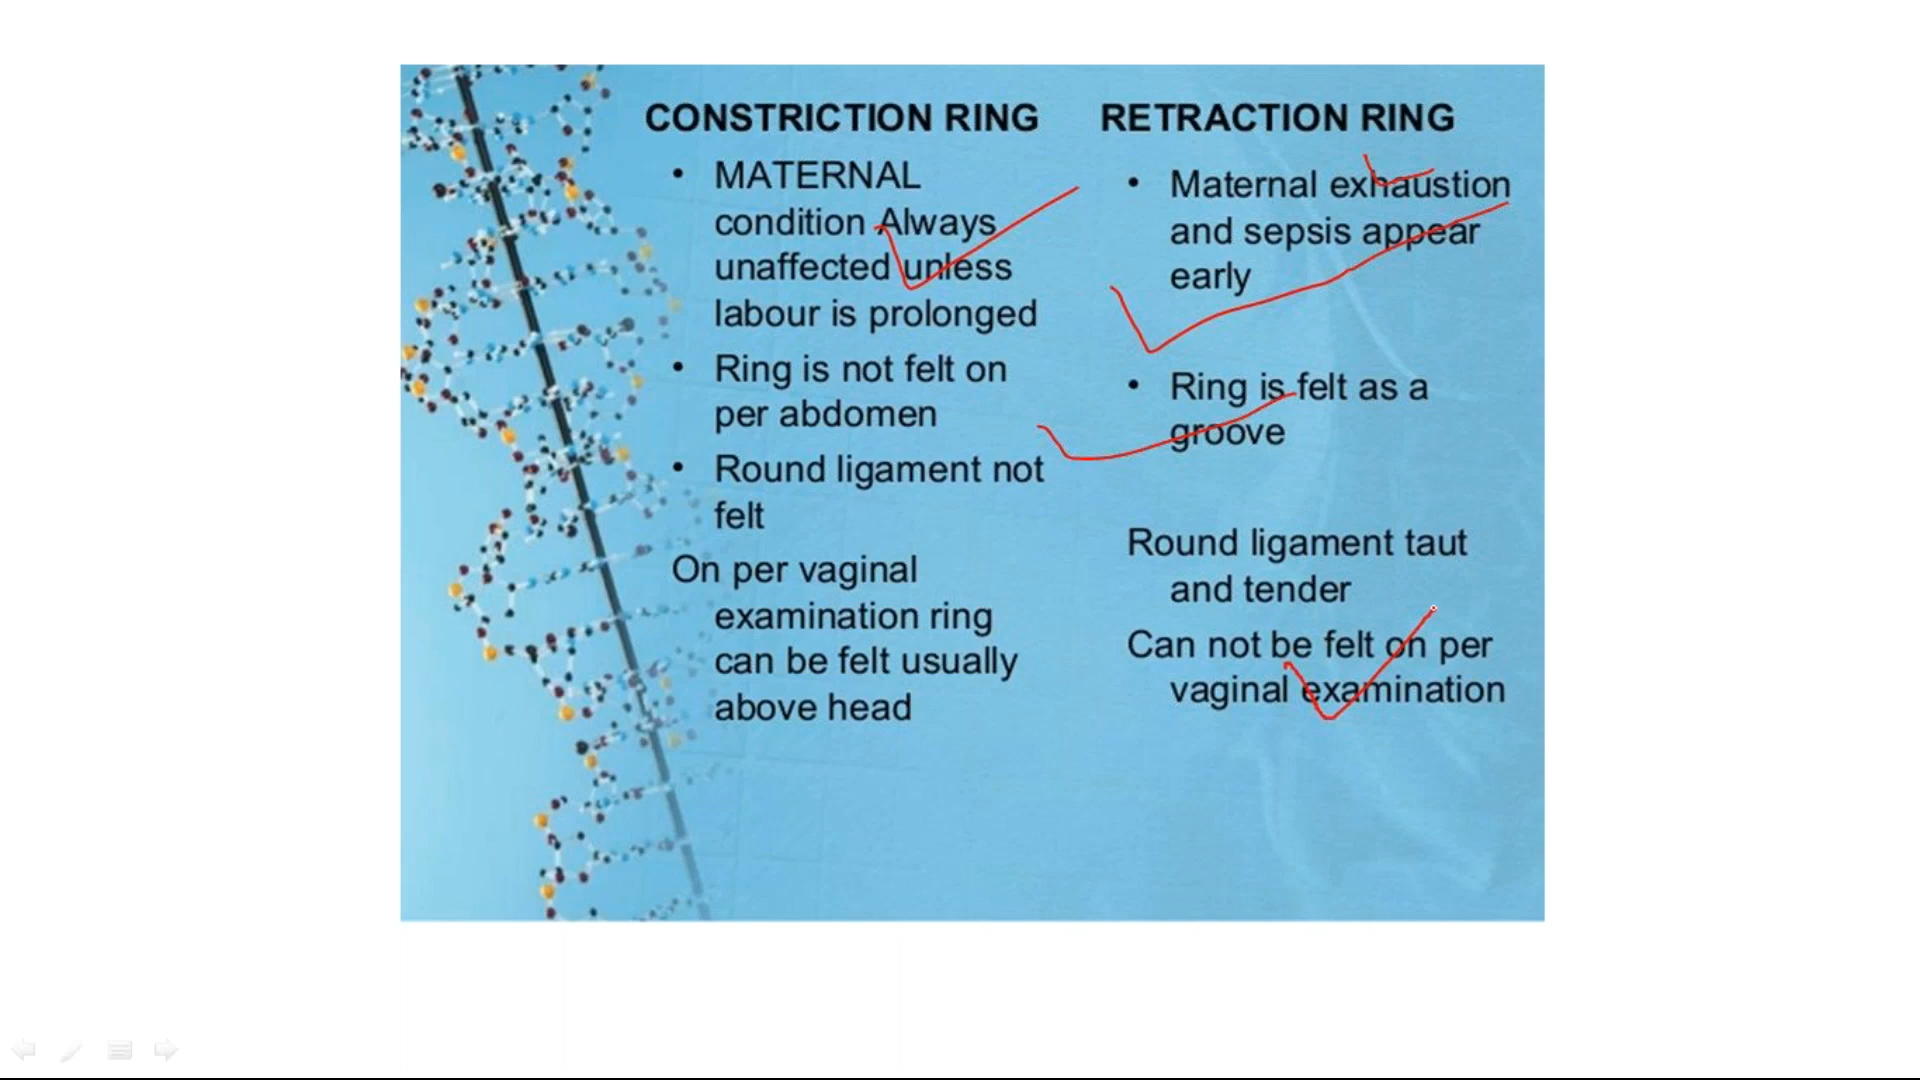 CONSTRICTION RING
• MATERNAL
condition Always
unaffected unless
labour is prolonged
• Ring is not felt on
per abdomen
• Round ligament not
felt
On per vaginal
examination ring
can be felt usually
above head
RETRACTION RING
• Maternal exhaustion
and sepsis appear
early
• Ring is felt as a
groove
Round ligament taut
and tender
Can not be felt on per
vaginal examination